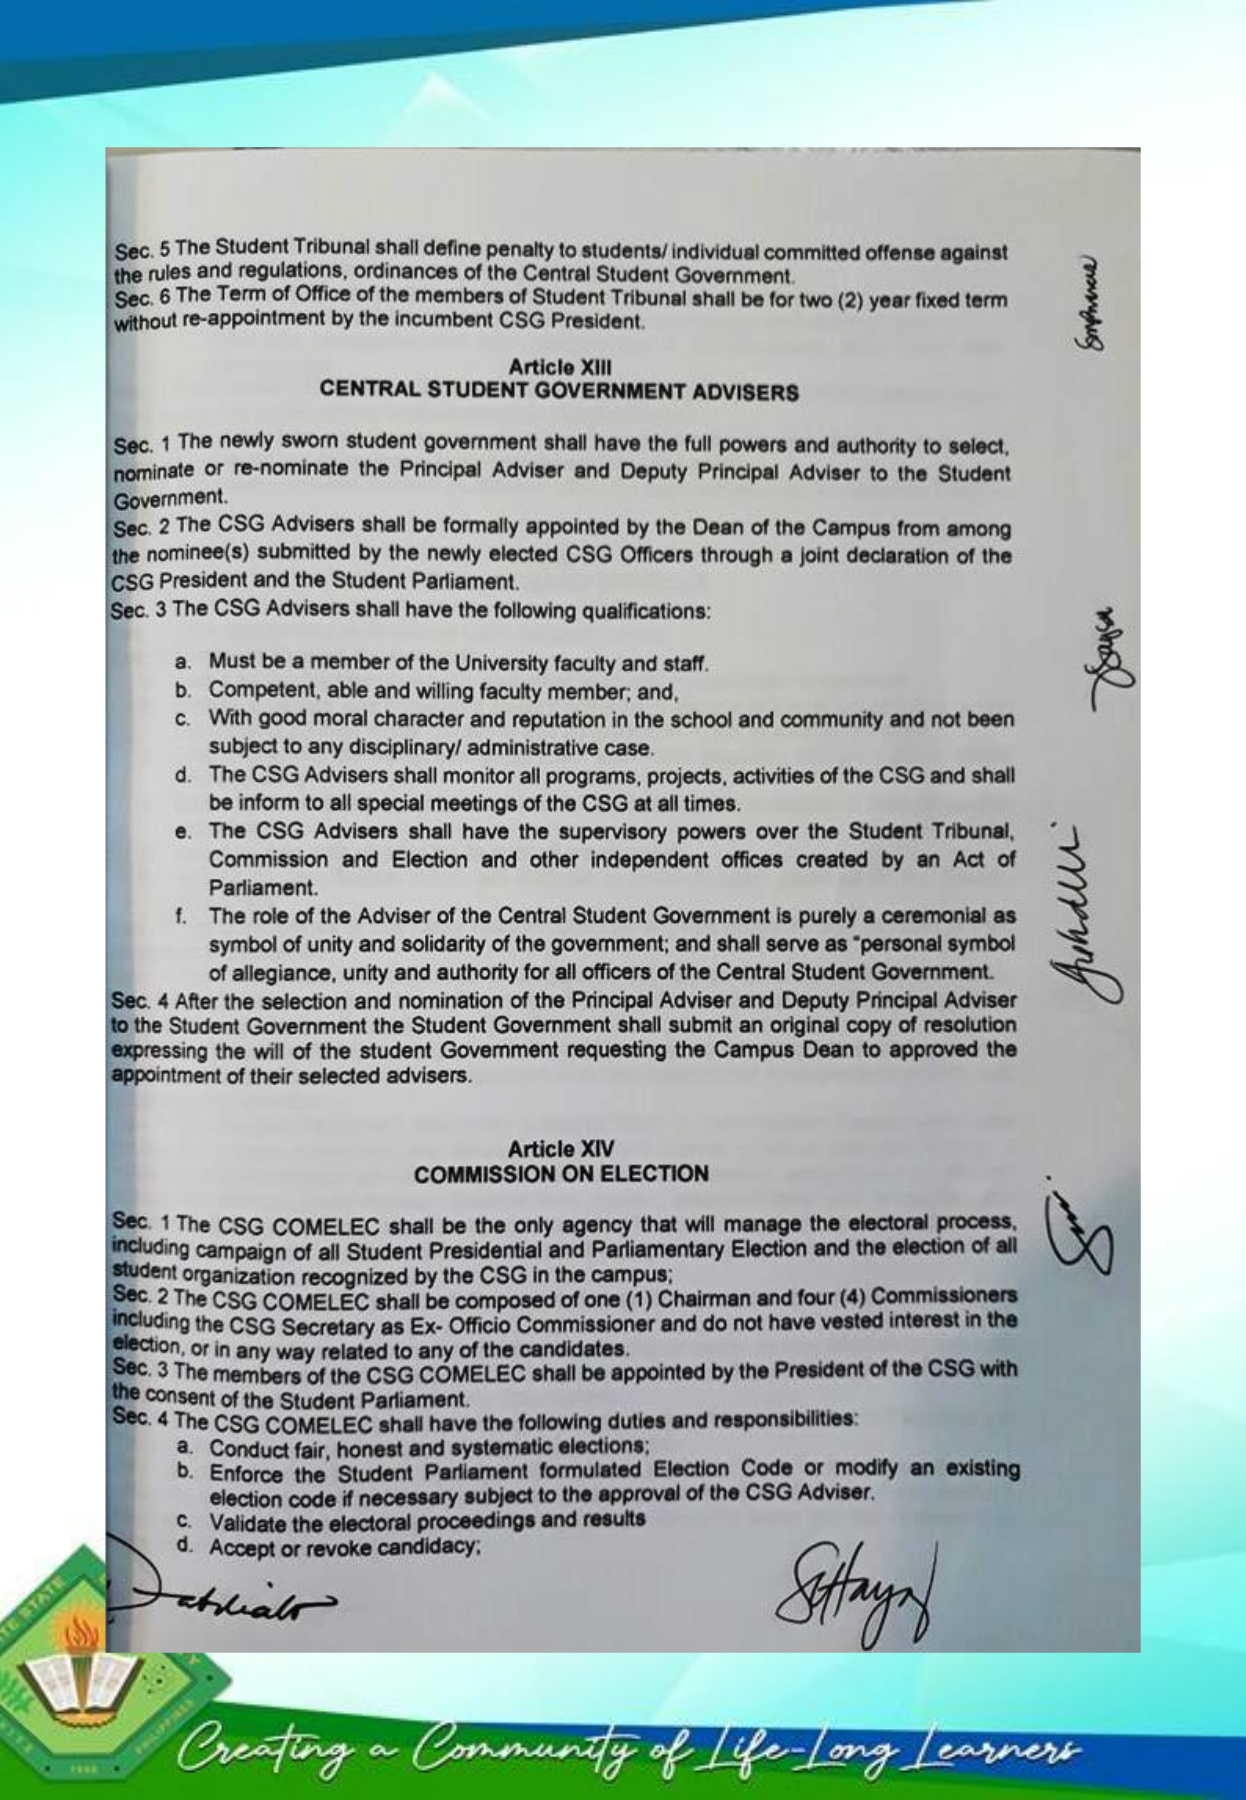 Sec. 5 The Student Tribunal shall define penalty to students/ individual committed offense against
the rules and regulations, ordinances of the Central Student Government.
Sec. 6 The Term of Office of the members of Student Tribunal shall be for two (2) year fixed term
without re-appointment by the incumbent CSG President.
Article XIII
CENTRAL STUDENT GOVERNMENT ADVISERS
Sec. 1 The newly sworn student government shall have the full powers and authority to select,
nominate or re-nominate the Principal Adviser and Deputy Principal Adviser to the Student
Government.
Sec. 2 The CSG Advisers shall be formally appointed by the Dean of the Campus from among
the nominee(s) submitted by the newly elected CSG Officers through a joint declaration of the
CSG President and the Student Parliament.
Sec. 3 The CSG Advisers shall have the following qualifications:
a. Must be a member of the University faculty and staff.
b. Competent, able and willing faculty member; and,
c. With good moral character and reputation in the school and community and not been
subject to any disciplinary/ administrative case.
d. The CSG Advisers shall monitor all programs, projects, activities of the CSG and shall
be inform to all special meetings of the CSG at all times.
e. The CSG Advisers shall have the supervisory powers over the Student Tribunal,
Commission and Election and other independent offices created by an Act of
Parliament.
f. The role of the Adviser of the Central Student Government is purely a ceremonial as
symbol of unity and solidarity of the government; and shall serve as "personal symbol
of allegiance, unity and authority for all officers of the Central Student Government.
Sec. 4 After the selection and nomination of the Principal Adviser and Deputy Principal Adviser
to the Student Government the Student Government shall submit an original copy of resolution
expressing the will of the student Government requesting the Campus Dean to approved the
appointment of their selected advisers.
Article XIV
COMMISSION ON ELECTION
Sec. 1 The CSG COMELEC shall be the only agency that will manage the electoral process,
including campaign of all Student Presidential and Parliamentary Election and the election of all
student organization recognized by the CSG in the campus;
Sec. 2 The CSG COMELEC shall be composed of one (1) Chairman and four (4) Commissioners
including the CSG Secretary as Ex- Officio Commissioner and do not have vested interest in the
election, or in any way related to any of the candidates.
Sec. 3 The members of the CSG COMELEC shall be appointed by the President of the CSG with
the consent of the Student Parliament.
Sec. 4 The CSG COMELEC shall have the following duties and responsibilities:
a. Conduct fair, honest and systematic elections;
b. Enforce the Student Parliament formulated Election Code or modify an existing
election code if necessary subject to the approval of the CSG Adviser.
c. Validate the electoral proceedings and results
d. Accept or revoke candidacy;
Creating a Community of Life-Long Learners